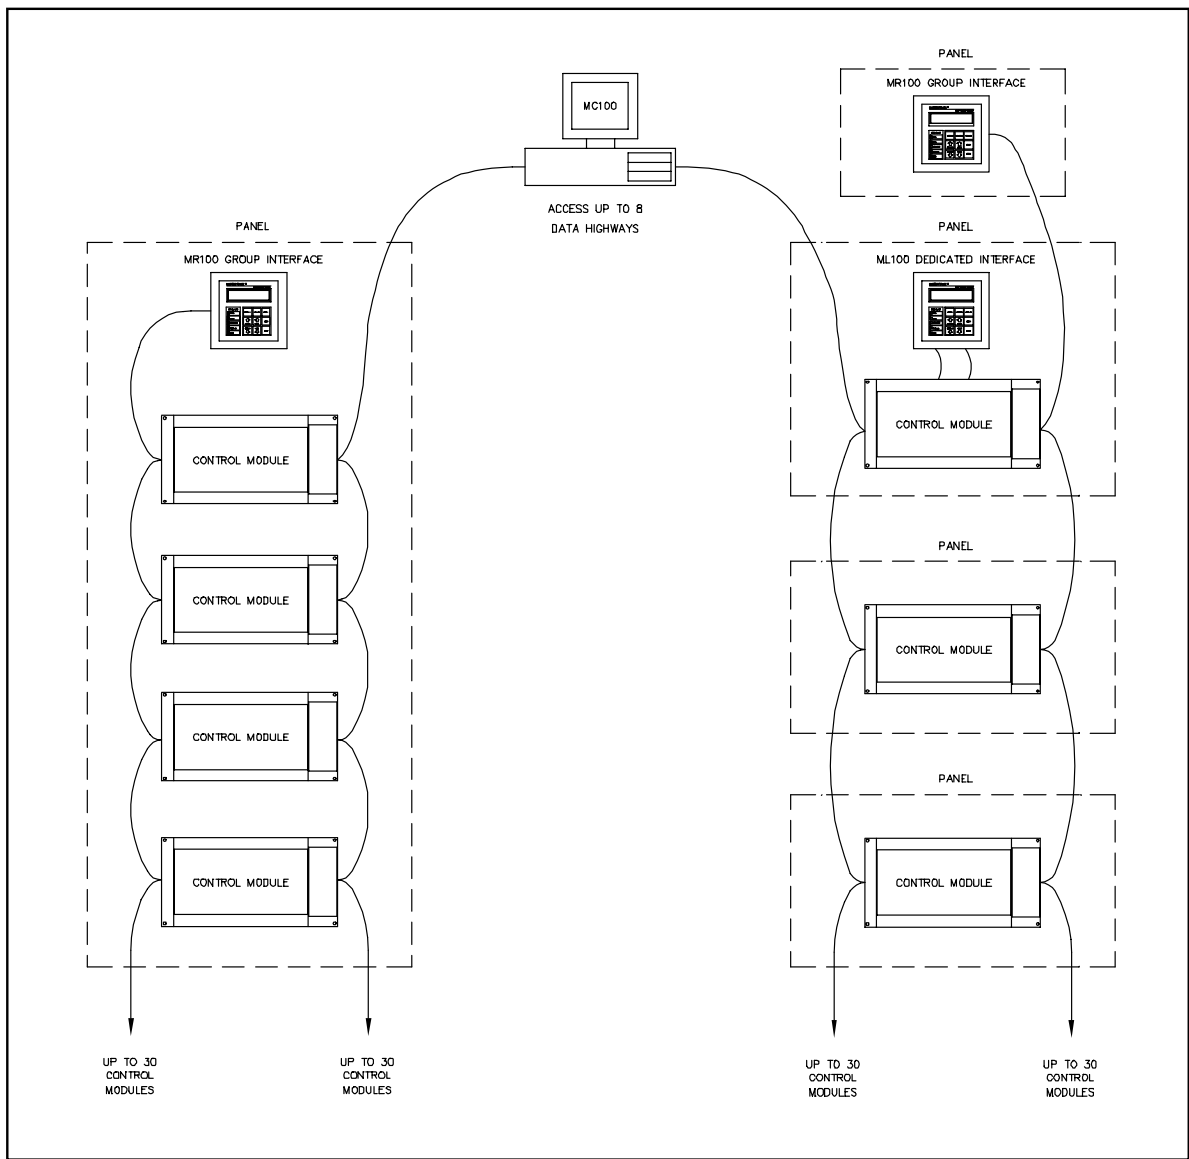 PANEL
MR100 GROUP INTERFACE
MC100
ACCESS UP TO 8
DATA HIGHWAYS
PANEL
MR100 GROUP INTERFACE
PANEL
ML100 DEDICATED INTERFACE
CONTROL MODULE
CONTROL MODULE
CONTROL MODULE
CONTROL MODULE
PANEL
CONTROL MODULE
PANEL
CONTROL MODULE
CONTROL MODULE
UP TO 30
CONTROL
MODULES
UP TO 30
CONTROL
MODULES
UP TO 30
CONTROL
MODULES
UP TO 30
CONTROL
MODULES